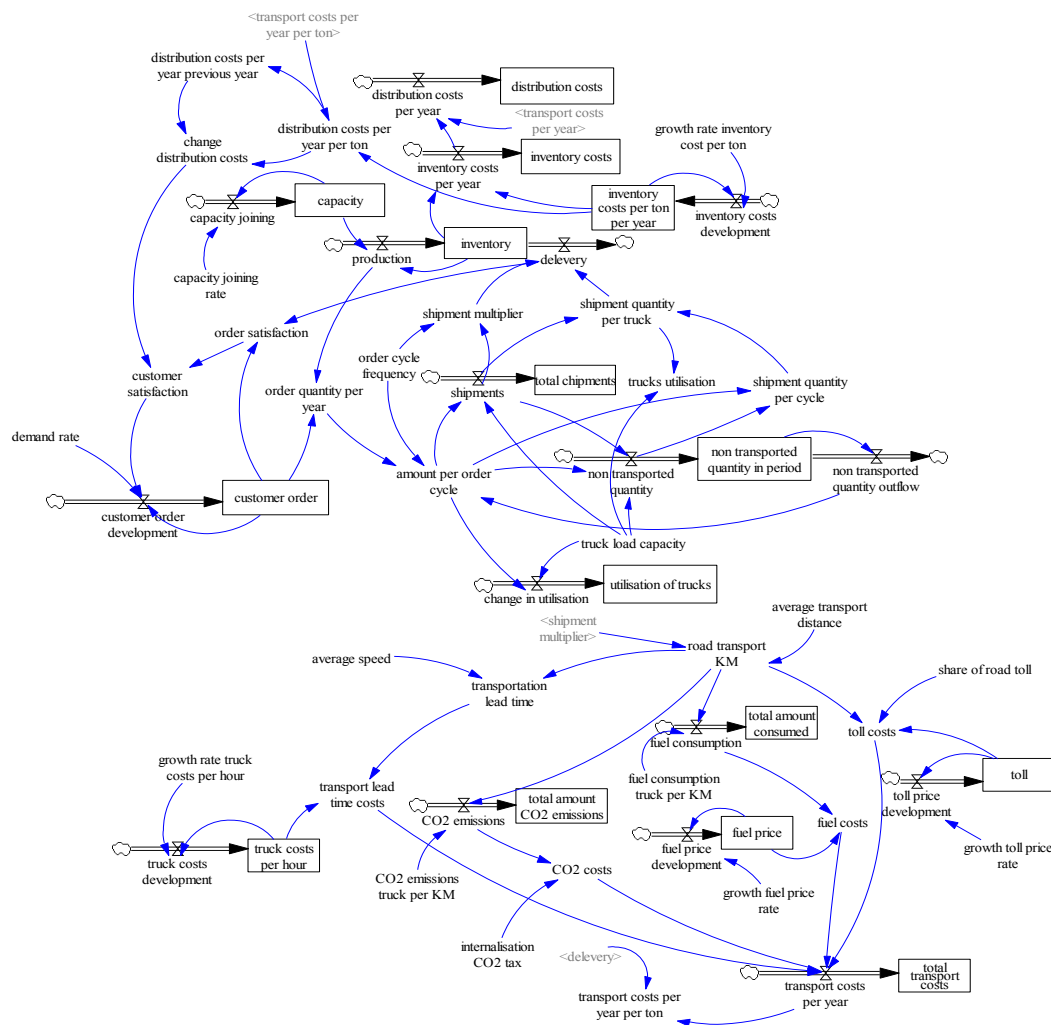 <transport costs per
year per ton>
distribution costs per
year previous year
distribution costs
distribution costs
per year
<transport costs
per year>
growth rate inventory
cost per ton
change
distribution costs
distribution costs per
year per ton
inventory costs
inventory costs
per year
capacity
capacity joining
inventory
costs per ton
per year
inventory costs
development
capacity joining
rate
production
inventory
delevery
shipment multiplier
shipment quantity
per truck
order satisfaction
order cycle
frequency
customer
satisfaction
order quantity per
year
shipments
total chipments
trucks utilisation
shipment quantity
per cycle
demand rate
amount per order
cycle
non transported
quantity
non transported
quantity in period
non transported
quantity outflow
customer order
customer order
development
truck load capacity
change in utilisation
utilisation of trucks
<shipment
multiplier>
average transport
distance
average speed
road transport
KM
transportation
lead time
share of road toll
total amount
consumed
fuel consumption
toll costs
growth rate truck
costs per hour
transport lead
time costs
fuel consumption
truck per KM
toll
toll price
development
total amount
CO2 emissions
CO2 emissions
fuel price
fuel price
development
fuel costs
truck costs
per hour
truck costs
development
growth toll price
rate
CO2 emissions
truck per KM
CO2 costs
growth fuel price
rate
internalisation
CO2 tax
<delevery>
total
transport
costs
transport costs
per year
transport costs per
year per ton